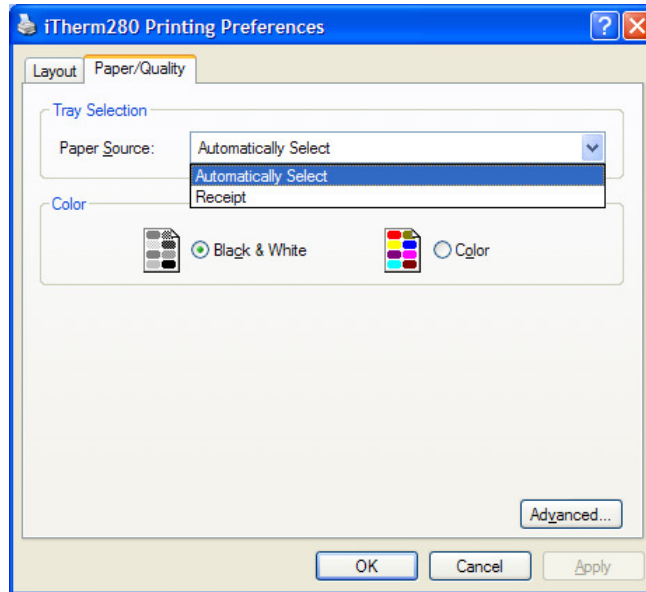 iTherm280 Printing Preferences
Layout Paper/Quality
Tray Selection
Paper Source: Automatically Select
Automatically Select
Receipt
Color
Black & White Color
Advanced...
OK Cancel Apply